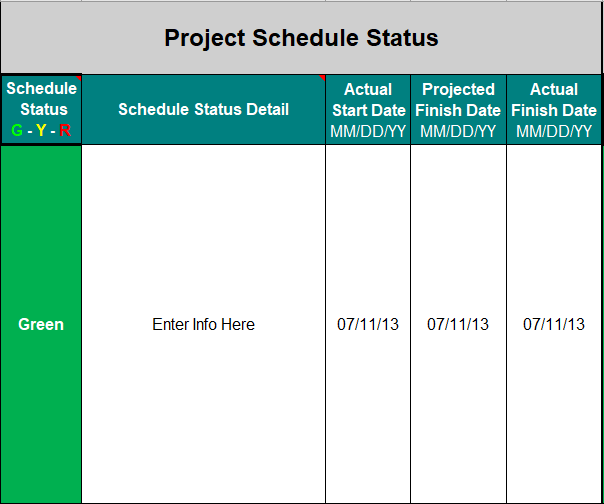 Project Schedule Status
Schedule
Status
G - Y - R
Schedule Status Detail
Actual
Start Date
MM/DD/YY
Projected
Finish Date
MM/DD/YY
Actual
Finish Date
MM/DD/YY
Green
Enter Info Here
07/11/13
07/11/13
07/11/13